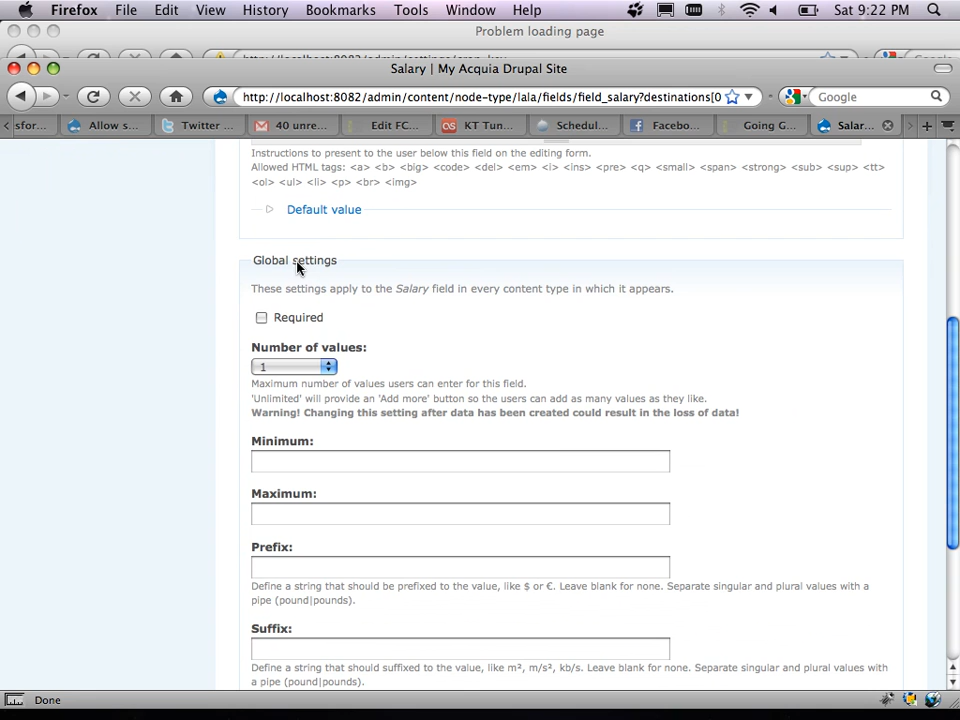 Firefox File Edit View History Bookmarks Tools Window Help Sat 9:22 PM
Problem loading page
Salary | My Acquia Drupal Site
http://localhost:8082/admin/content/node-type/lala/fields/field_salary?destinations[0 Google
sfor... Allow s... Twitter ... 40 unre... Edit FC... KT Tun... Schedul... Facebo... Going G... Salar...
Instructions to present to the user below this field on the editing form.
Allowed HTML tags: <a> <b> <big> <code> <del> <em> <i> <ins> <pre> <q> <small> <span> <strong> <sub> <sup> <tt>
<ol> <ul> <li> <p> <br> <img>
Default value
Global settings
These settings apply to the Salary field in every content type in which it appears.
Required
Number of values:
1
Maximum number of values users can enter for this field.
'Unlimited' will provide an 'Add more' button so the users can add as many values as they like.
Warning! Changing this setting after data has been created could result in the loss of data!
Minimum:
Maximum:
Prefix:
Define a string that should be prefixed to the value, like $ or €. Leave blank for none. Separate singular and plural values with a
pipe (pound|pounds).
Suffix:
Define a string that should suffixed to the value, like m², m/s², kb/s. Leave blank for none. Separate singular and plural values with
a pipe (pound|pounds).
Done